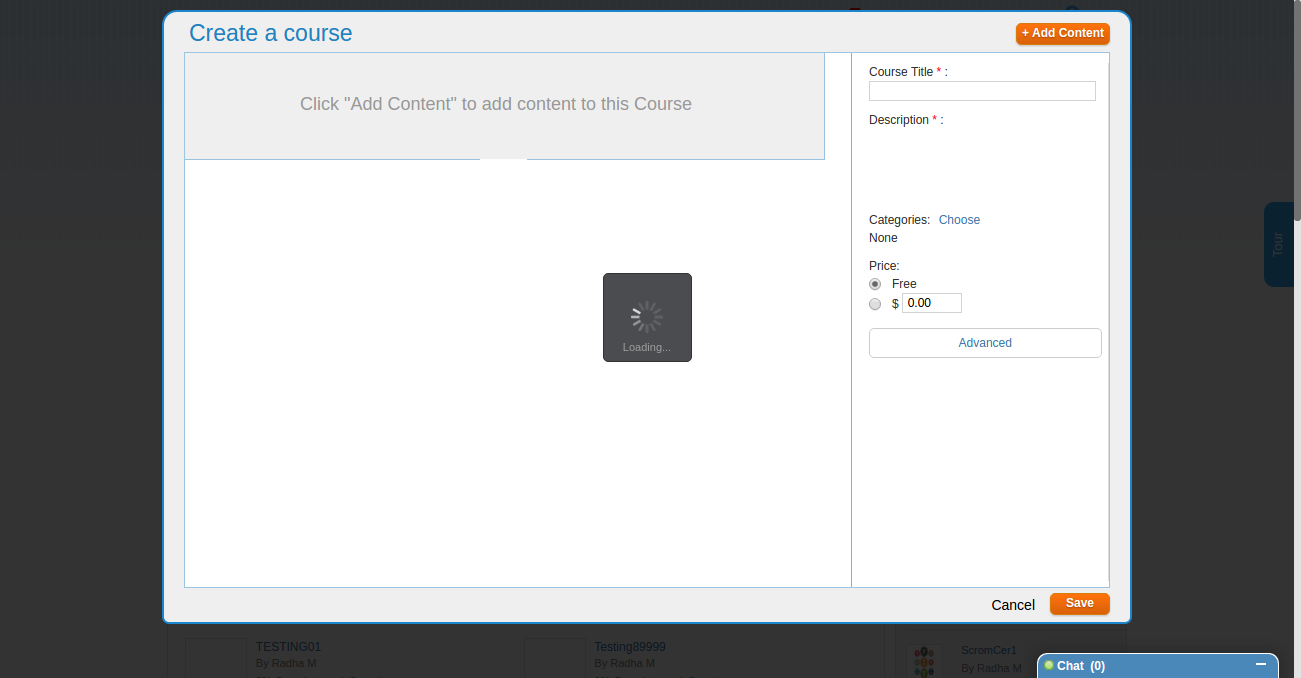 Create a course
+ Add Content
Click "Add Content" to add content to this Course
Course Title * :
Description * :
Categories: Choose
None
Price:
Free
$ 0.00
Advanced
Loading...
Tour
Cancel
Save
TESTING01
By Radha M
Testing89999
By Radha M
ScromCer1
By Radha M
Chat (0)